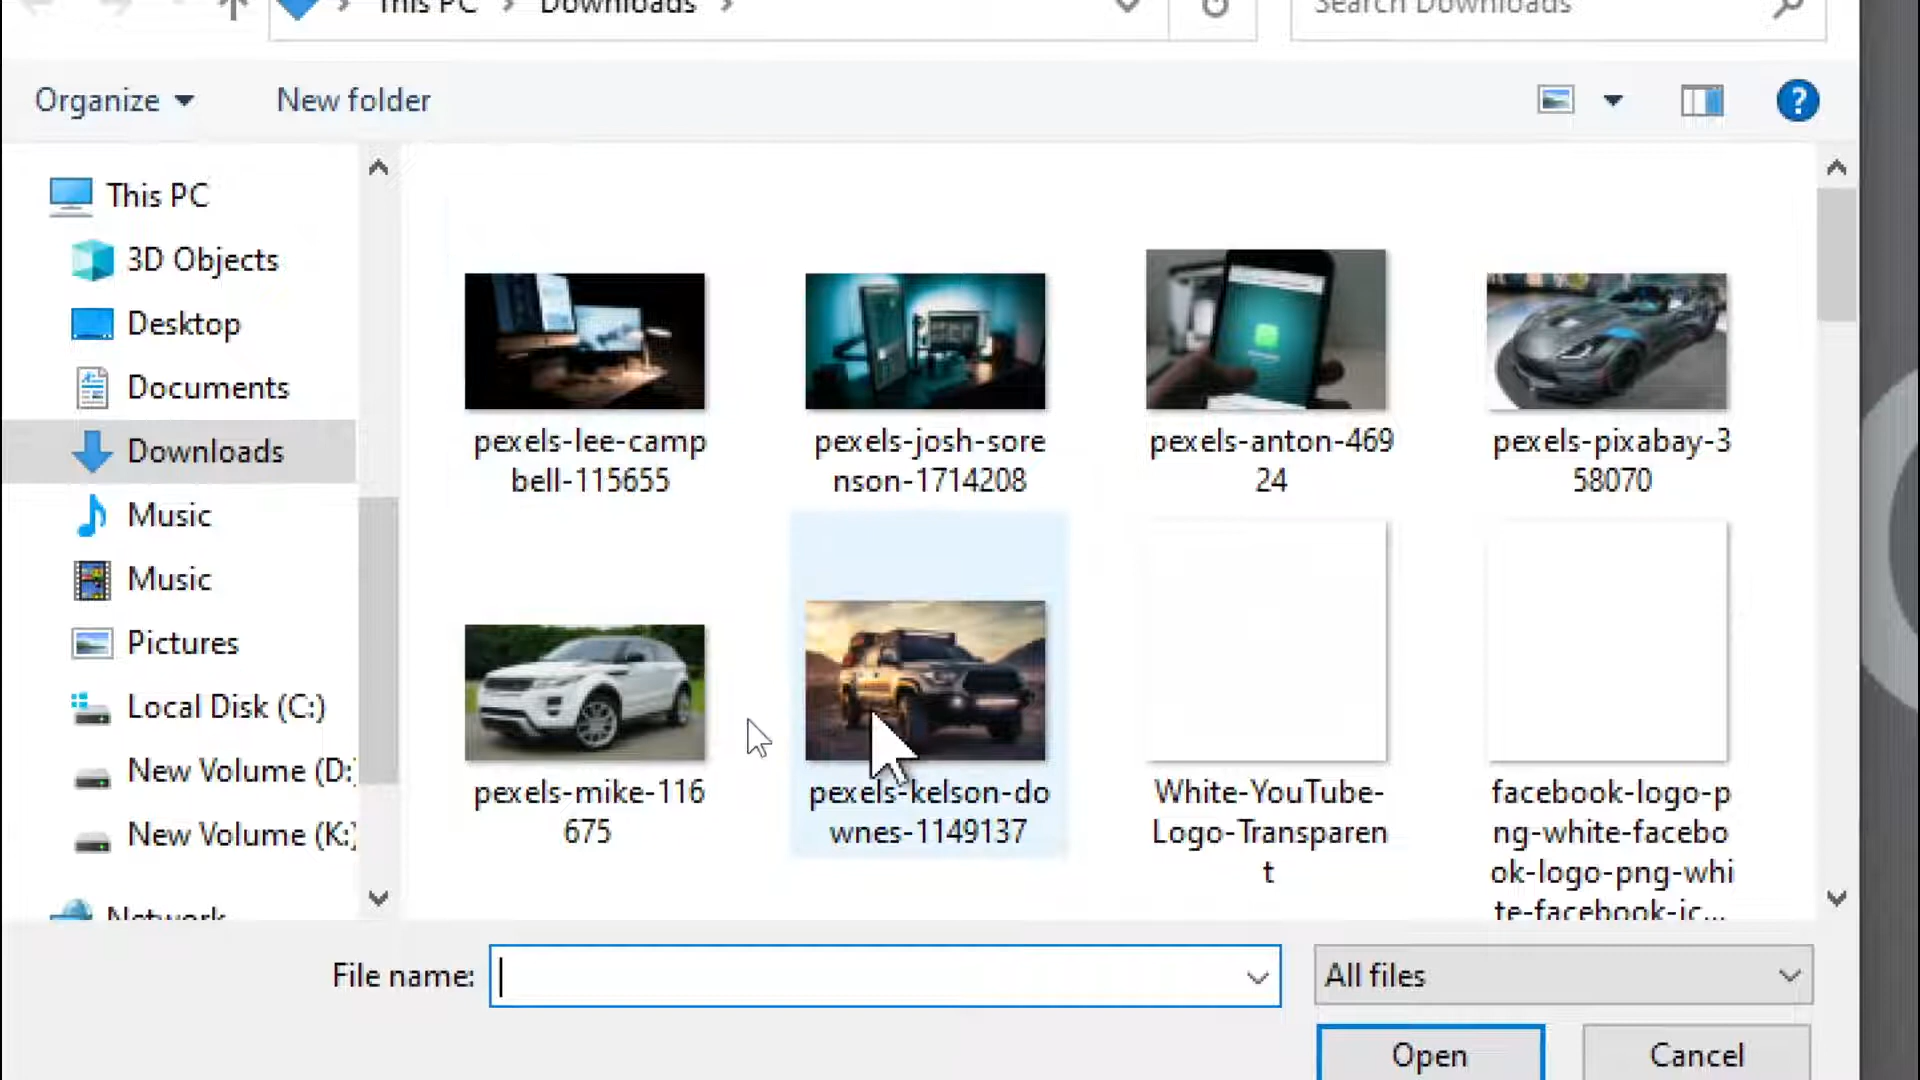 This PC > Downloads >
Search Downloads
Organize
New folder
This PC
3D Objects
Desktop
Documents
Downloads
Music
Music
Pictures
Local Disk (C:)
New Volume (D:)
New Volume (K:)
Network
pexels-lee-camp
bell-115655
pexels-josh-sore
nson-1714208
pexels-anton-469
24
pexels-pixabay-3
58070
pexels-mike-116
675
pexels-kelson-do
wnes-1149137
White-YouTube-
Logo-Transparen
t
facebook-logo-p
ng-white-facebo
ok-logo-png-whi
te-facebook-ic...
File name:
All files
Open
Cancel